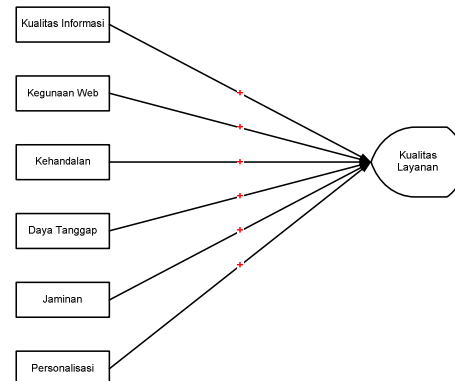 Kualitas Informasi
+
Kegunaan Web
+
Kehandalan
+
Kualitas
Layanan
Daya Tanggap
+
Jaminan
+
Personalisasi
+